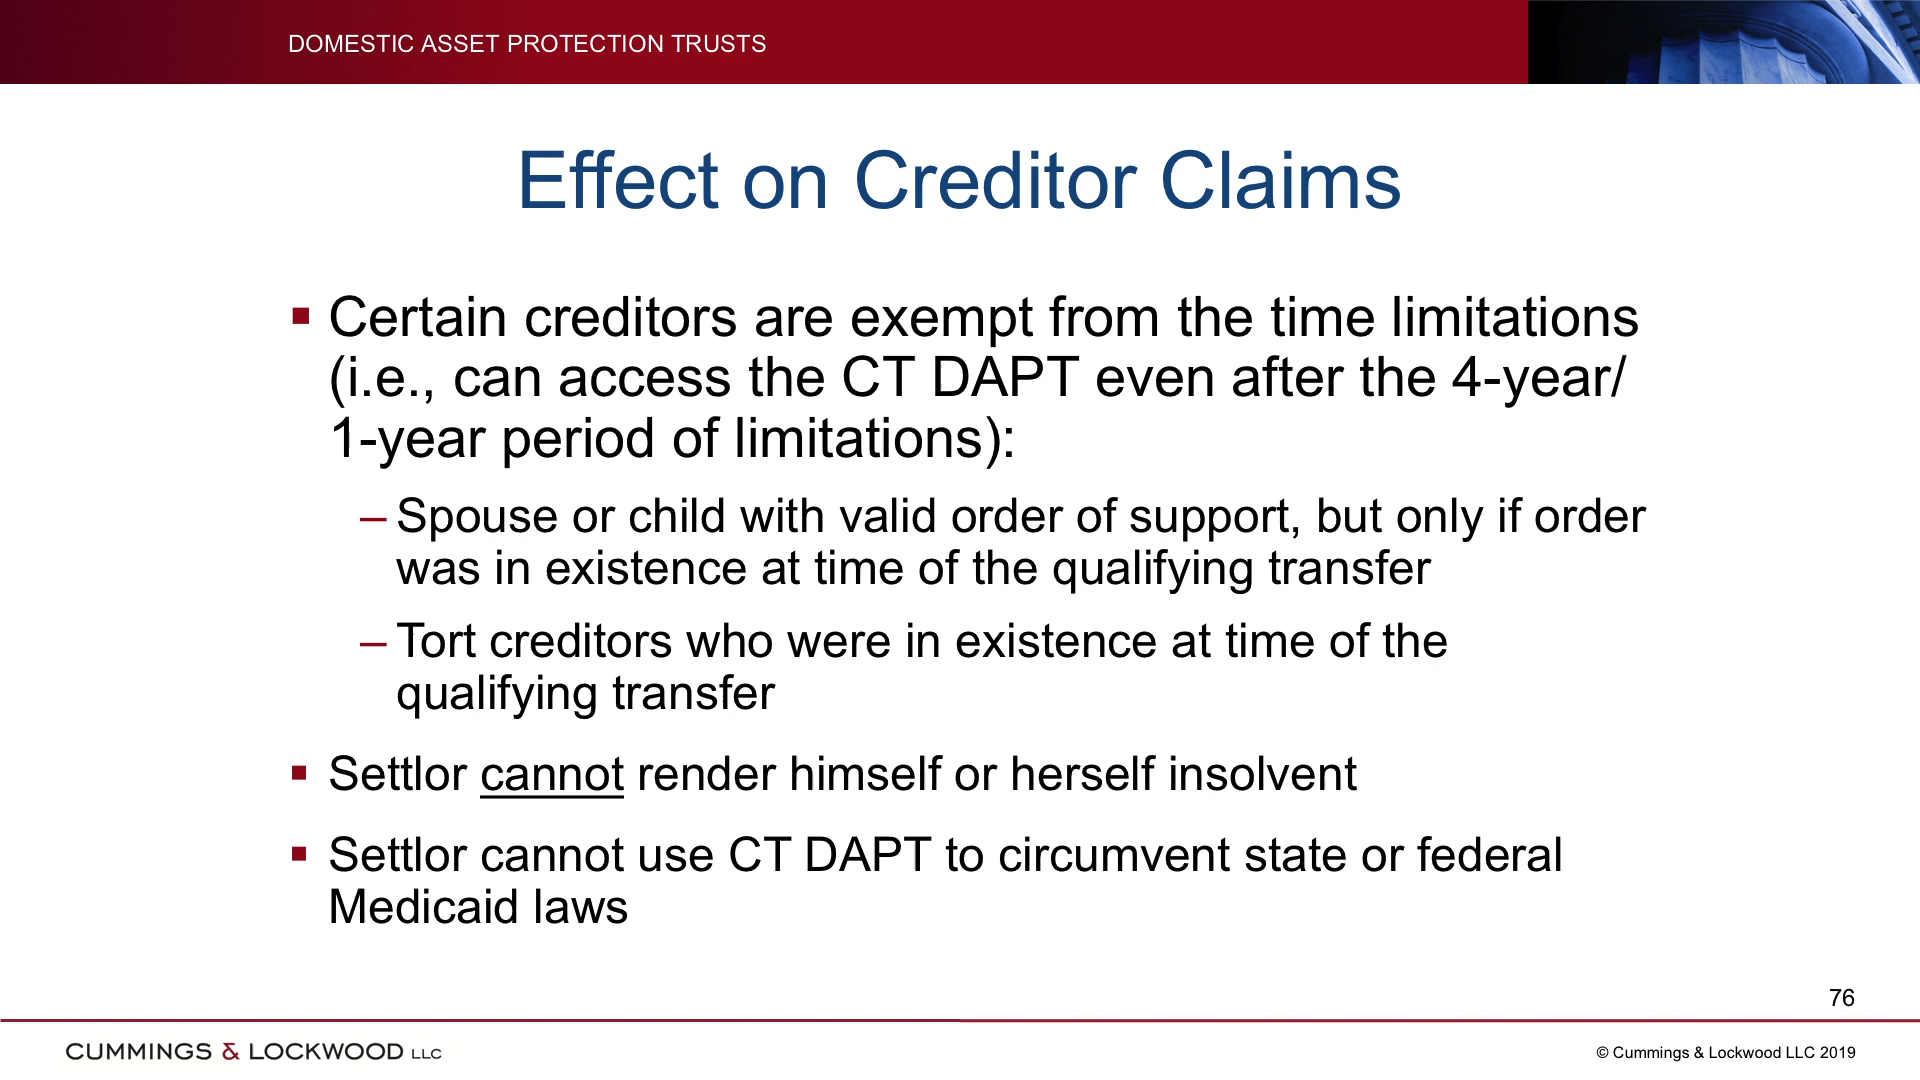 DOMESTIC ASSET PROTECTION TRUSTS
Effect on Creditor Claims
▪ Certain creditors are exempt from the time limitations
(i.e., can access the CT DAPT even after the 4-year/
1-year period of limitations):
– Spouse or child with valid order of support, but only if order
was in existence at time of the qualifying transfer
– Tort creditors who were in existence at time of the
qualifying transfer
▪ Settlor cannot render himself or herself insolvent
▪ Settlor cannot use CT DAPT to circumvent state or federal
Medicaid laws
76
CUMMINGS & LOCKWOOD LLC
© Cummings & Lockwood LLC 2019